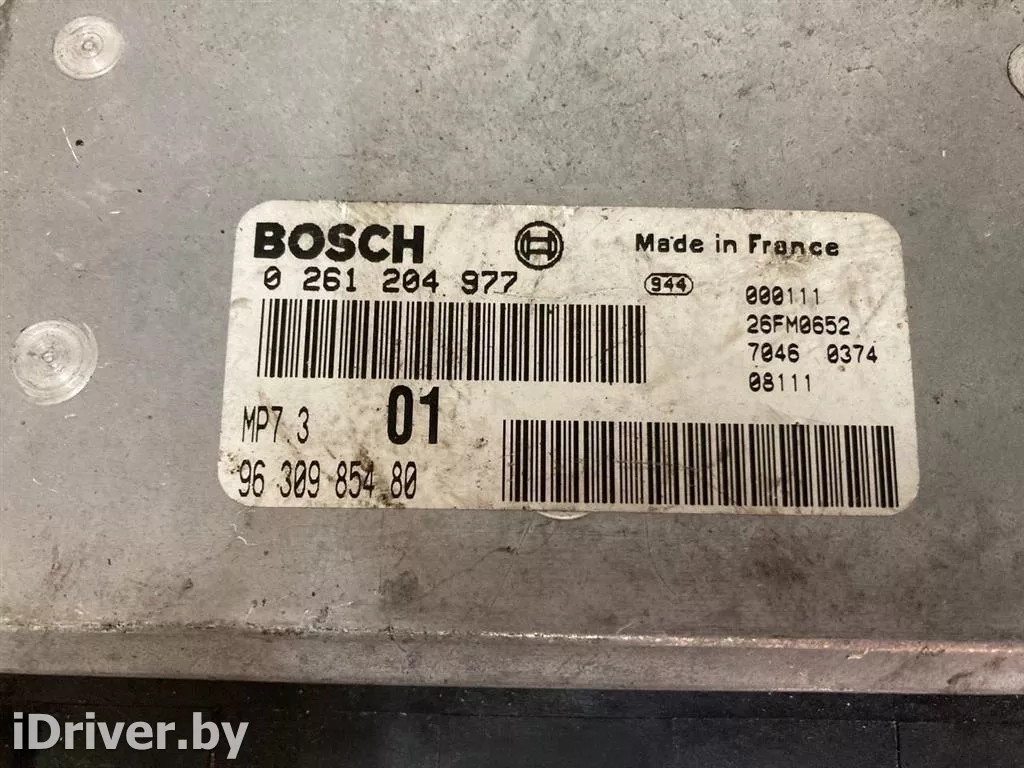 BOSCH
Made in France
0 261 204 977
944
000111
26FM0652
7046 0374
08111
MP7.3
01
96 309 854 80
iDriver.by